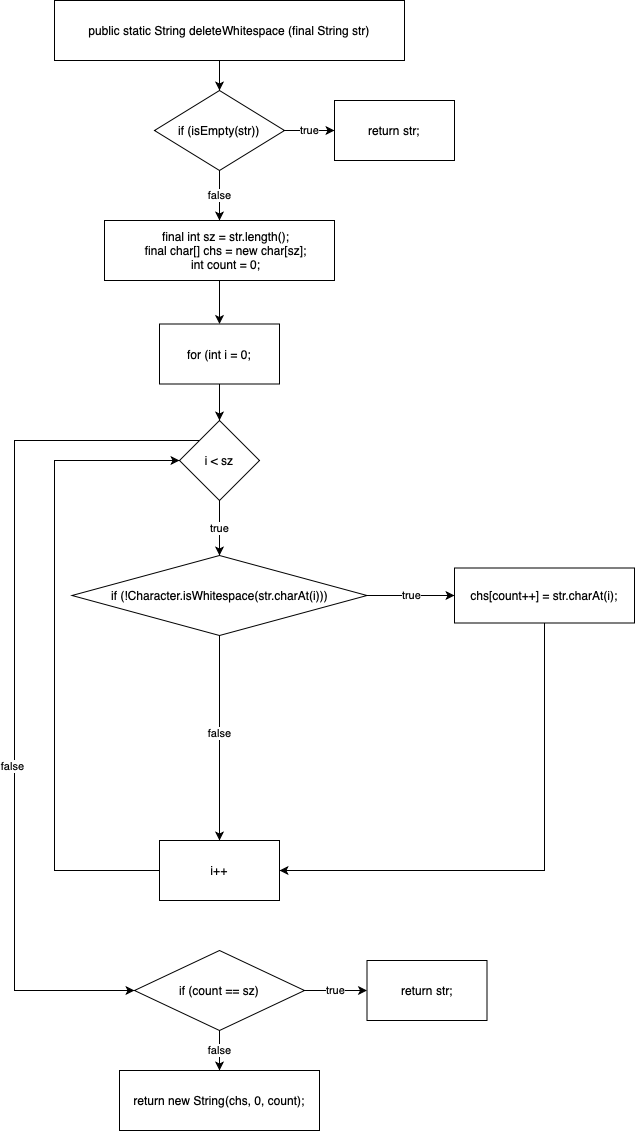 public static String deleteWhitespace (final String str)
if (isEmpty(str))
true
return str;
false
final int sz = str.length();
final char[] chs = new char[sz];
int count = 0;
for (int i = 0;
i < sz
true
if (!Character.isWhitespace(str.charAt(i)))
true
chs[count++] = str.charAt(i);
false
false
i++
if (count == sz)
true
return str;
false
return new String(chs, 0, count);